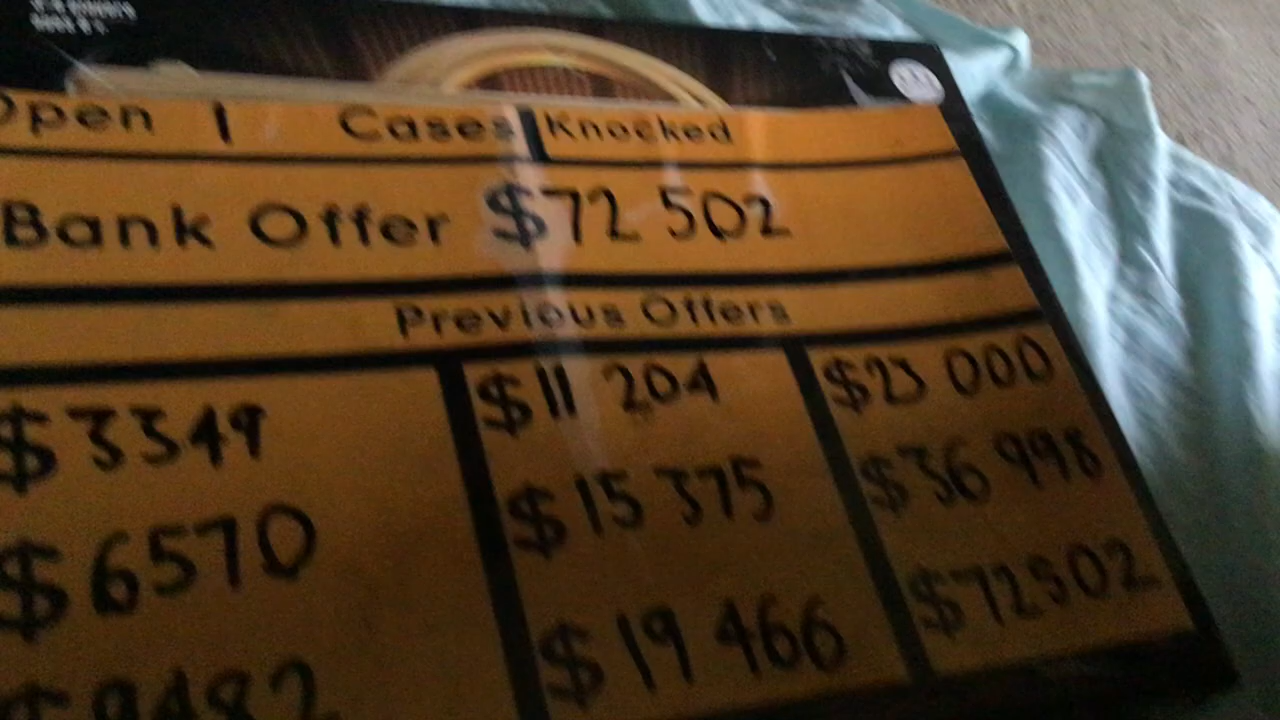 Open 1 Cases Knocked
Bank Offer $72 502
Previous Offers
$3349 $11 204 $23 000
$6570 $15 375 $36 998
$9482 $19 466 $72502